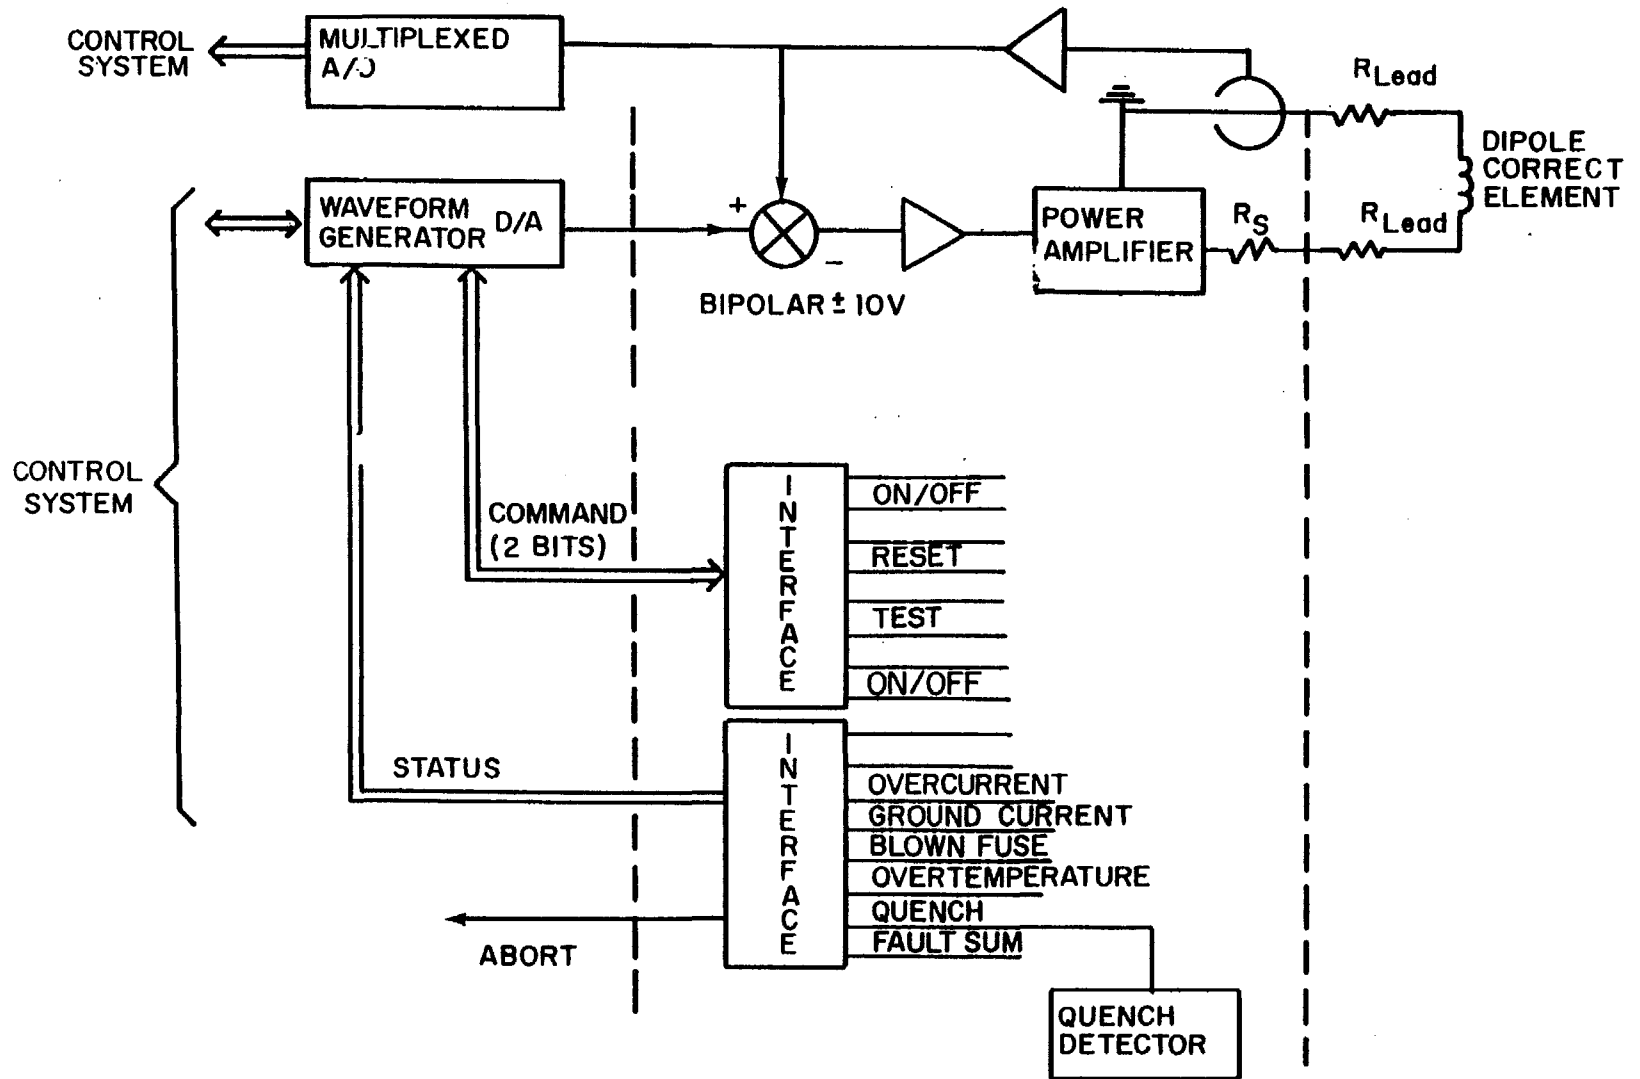 CONTROL
SYSTEM
MULTIPLEXED
A/D
R Lead
DIPOLE
CORRECT
ELEMENT
WAVEFORM
GENERATOR
D/A
+
−
BIPOLAR ± 10V
POWER
AMPLIFIER
R S
R Lead
CONTROL
SYSTEM
COMMAND
(2 BITS)
INTERFACE
ON/OFF
RESET
TEST
ON/OFF
STATUS
INTERFACE
OVERCURRENT
GROUND CURRENT
BLOWN FUSE
OVERTEMPERATURE
QUENCH
FAULT SUM
ABORT
QUENCH
DETECTOR